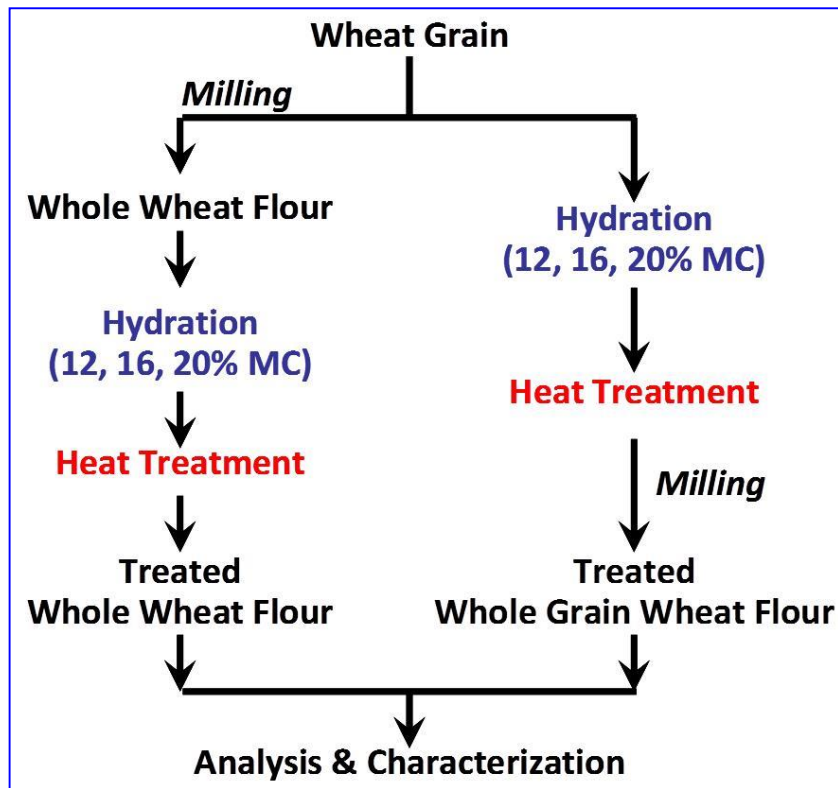 Wheat Grain
Milling
Whole Wheat Flour
Hydration
(12, 16, 20% MC)
Heat Treatment
Treated
Whole Wheat Flour
Hydration
(12, 16, 20% MC)
Heat Treatment
Milling
Treated
Whole Grain Wheat Flour
Analysis & Characterization